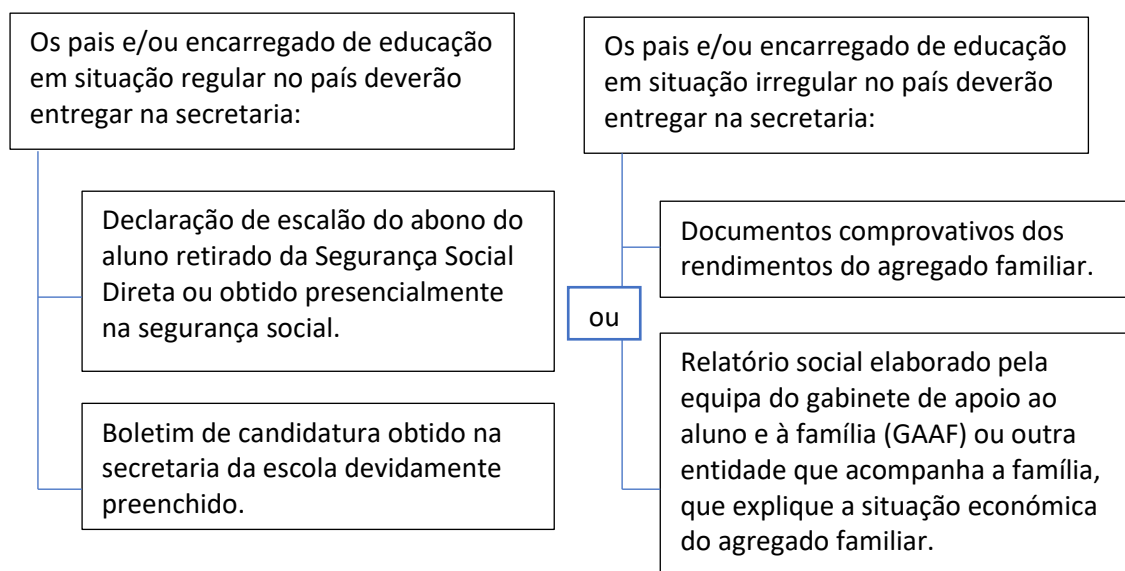 Os pais e/ou encarregado de educação
em situação regular no país deverão
entregar na secretaria:
Declaração de escalão do abono do
aluno retirado da Segurança Social
Direta ou obtido presencialmente
na segurança social.
Boletim de candidatura obtido na
secretaria da escola devidamente
preenchido.
Os pais e/ou encarregado de educação
em situação irregular no país deverão
entregar na secretaria:
Documentos comprovativos dos
rendimentos do agregado familiar.
ou
Relatório social elaborado pela
equipa do gabinete de apoio ao
aluno e à família (GAAF) ou outra
entidade que acompanha a família,
que explique a situação económica
do agregado familiar.